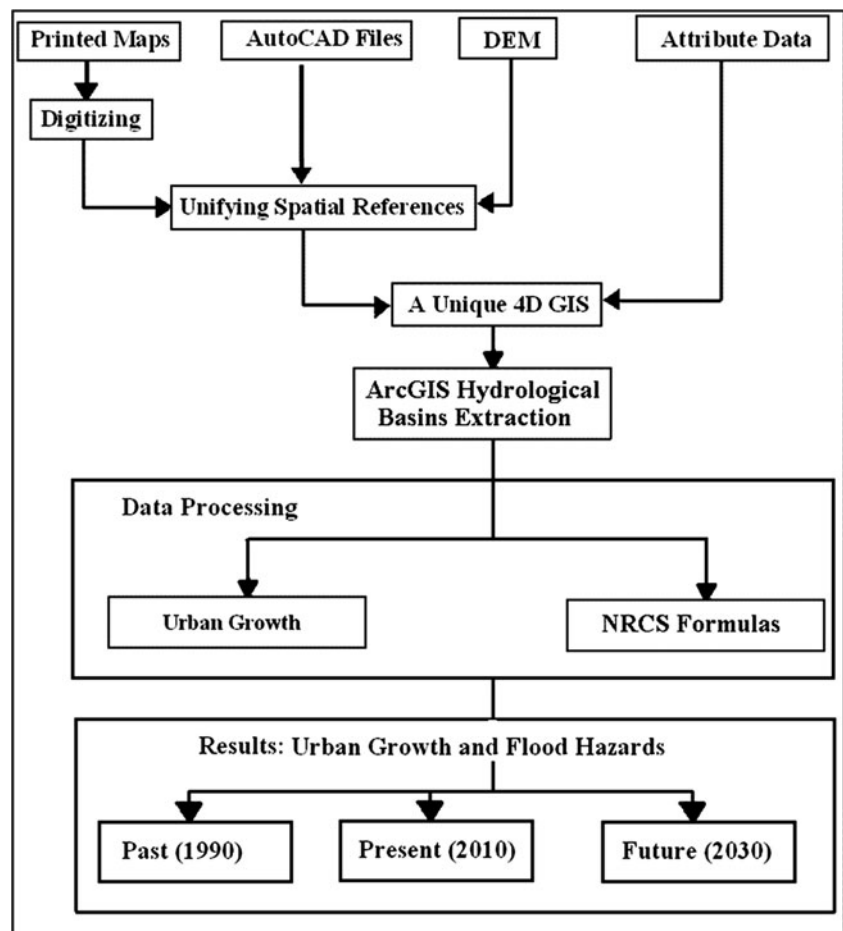 Printed Maps
AutoCAD Files
DEM
Attribute Data
Digitizing
Unifying Spatial References
A Unique 4D GIS
ArcGIS Hydrological
Basins Extraction
Data Processing
Urban Growth
NRCS Formulas
Results: Urban Growth and Flood Hazards
Past (1990)
Present (2010)
Future (2030)